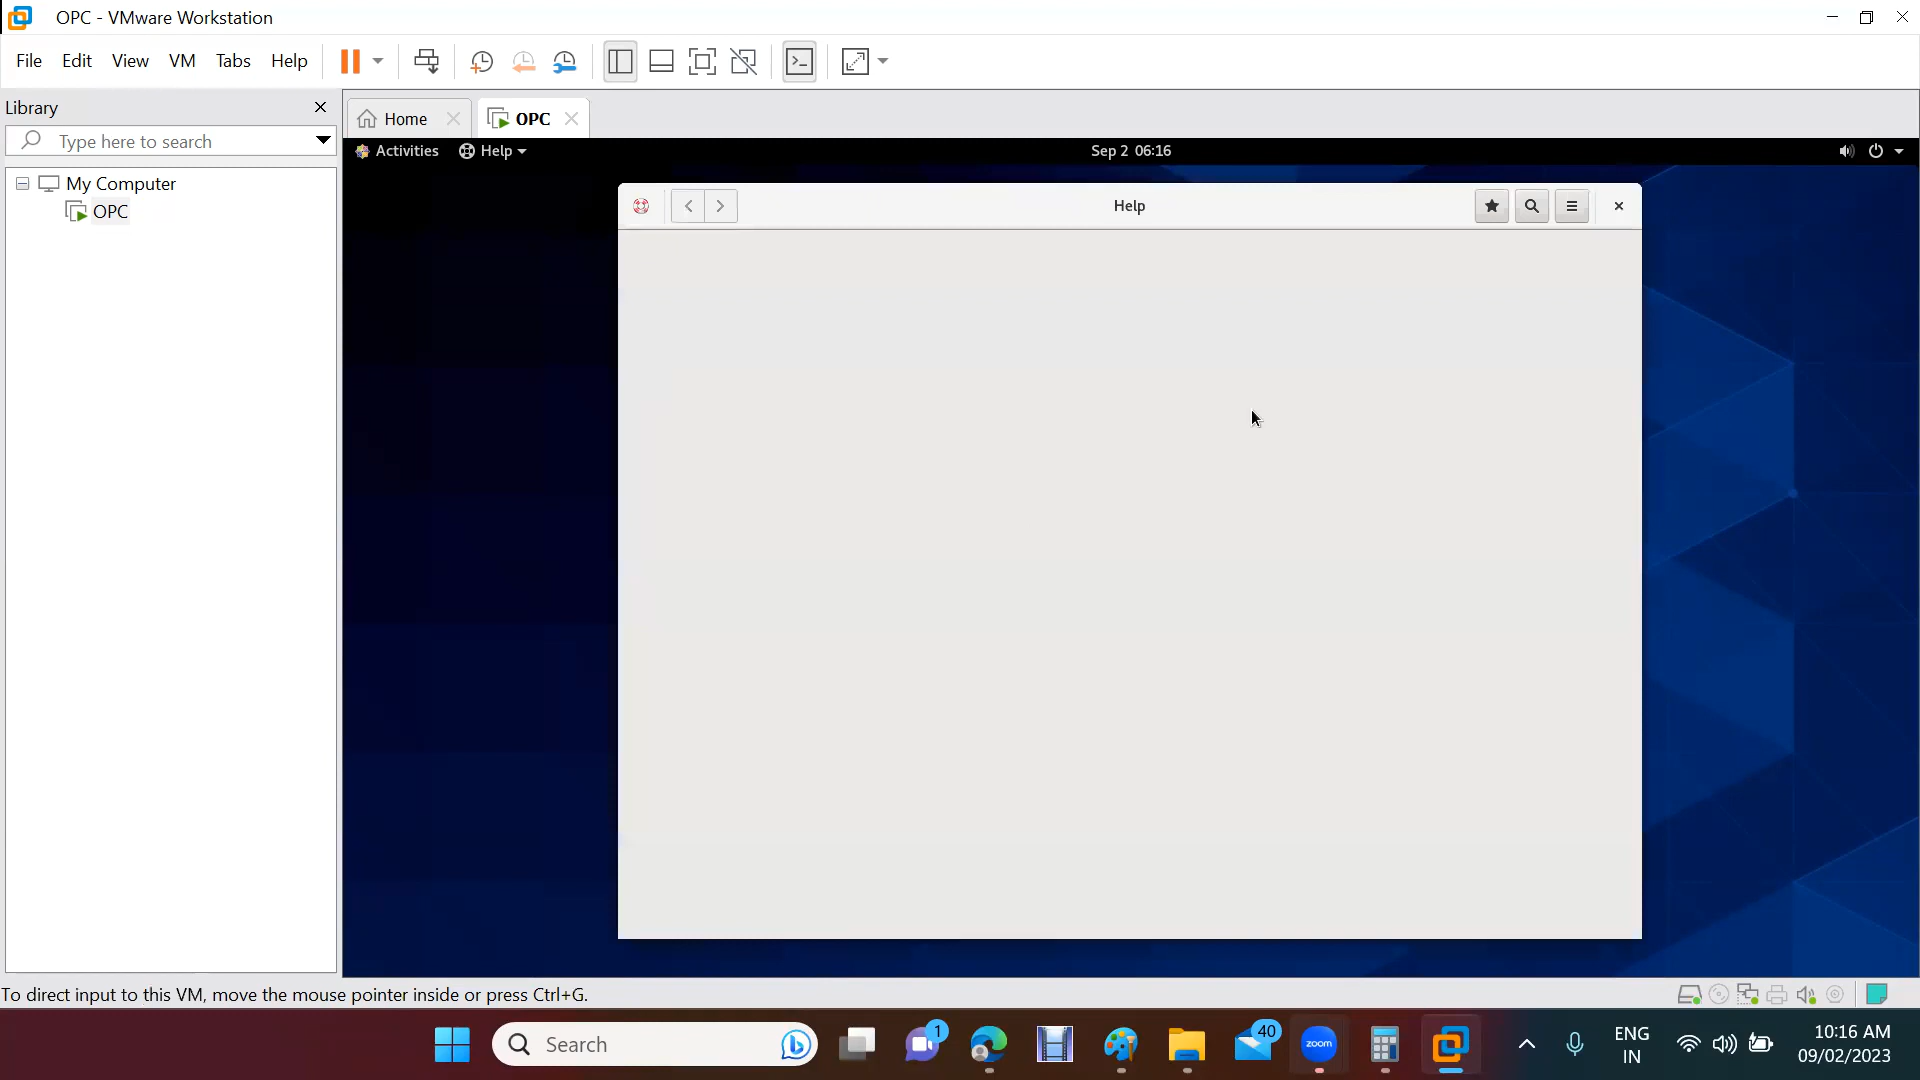 OPC - VMware Workstation
File Edit View VM Tabs Help
Library
Type here to search
My Computer
OPC
Home
OPC
Activities Help Sep 2 06:16
Help
To direct input to this VM, move the mouse pointer inside or press Ctrl+G.
Search
1
40
zoom
ENG
IN
10:16 AM
09/02/2023